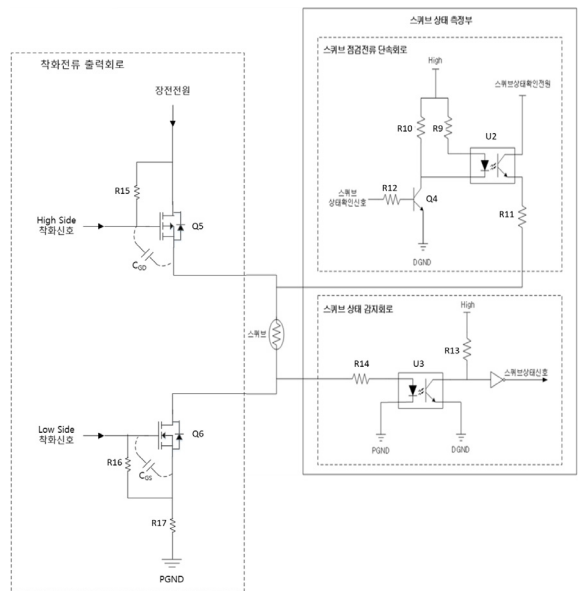 스퀴브 상태 측정부
착화전류 출력회로
스퀴브 점검전류 단속회로
High
장전전원
스퀴브상태확인전원
R10
R9
U2
R15
R12
Q4
스퀴브
상태확인신호
R11
High Side
착화신호
Q5
CGD
DGND
스퀴브 상태 감지회로
High
스퀴브
R13
R14
U3
스퀴브상태신호
Low Side
착화신호
Q6
R16
CGS
PGND
DGND
R17
PGND